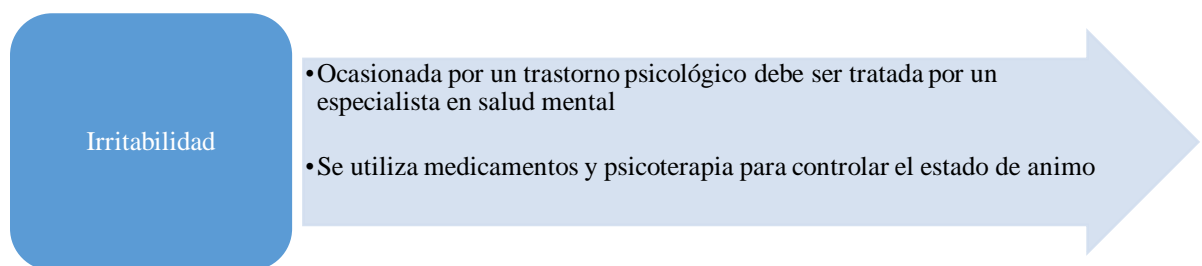 Irritabilidad
•Ocasionada por un trastorno psicológico debe ser tratada por un
especialista en salud mental
•Se utiliza medicamentos y psicoterapia para controlar el estado de animo